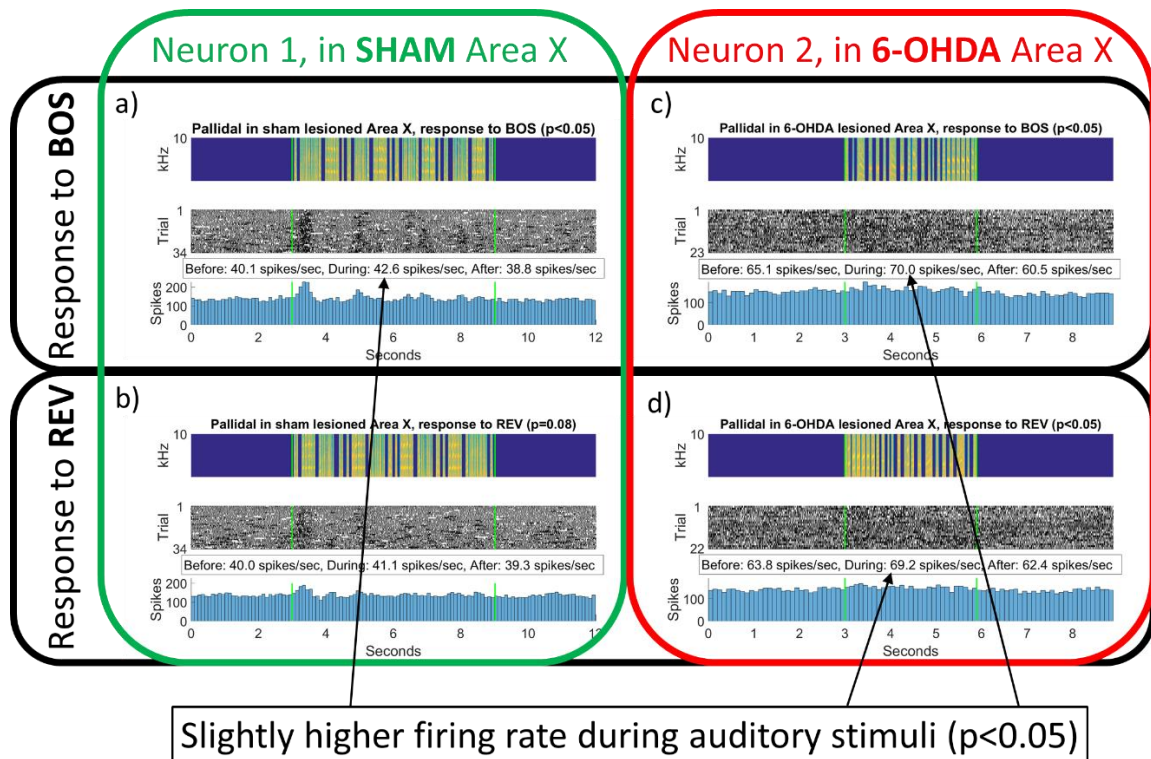 Neuron 1, in SHAM Area X
Neuron 2, in 6-OHDA Area X
Response to BOS
a)
Pallidal in sham lesioned Area X, response to BOS (p<0.05)
10
kHz
1
Trial
34
Before: 40.1 spikes/sec, During: 42.6 spikes/sec, After: 38.8 spikes/sec
200
100
0
Spikes
0 2 4 6 8 10 12
Seconds
c)
Pallidal in 6-OHDA lesioned Area X, response to BOS (p<0.05)
10
kHz
1
Trial
23
Before: 65.1 spikes/sec, During: 70.0 spikes/sec, After: 60.5 spikes/sec
100
0
Spikes
0 1 2 3 4 5 6 7 8
Seconds
Response to REV
b)
Pallidal in sham lesioned Area X, response to REV (p=0.08)
10
kHz
1
Trial
34
Before: 40.0 spikes/sec, During: 41.1 spikes/sec, After: 39.3 spikes/sec
200
100
0
Spikes
0 2 4 6 8 10 12
Seconds
d)
Pallidal in 6-OHDA lesioned Area X, response to REV (p<0.05)
10
kHz
1
Trial
22
Before: 63.8 spikes/sec, During: 69.2 spikes/sec, After: 62.4 spikes/sec
100
0
Spikes
0 1 2 3 4 5 6 7 8
Seconds
Slightly higher firing rate during auditory stimuli (p<0.05)